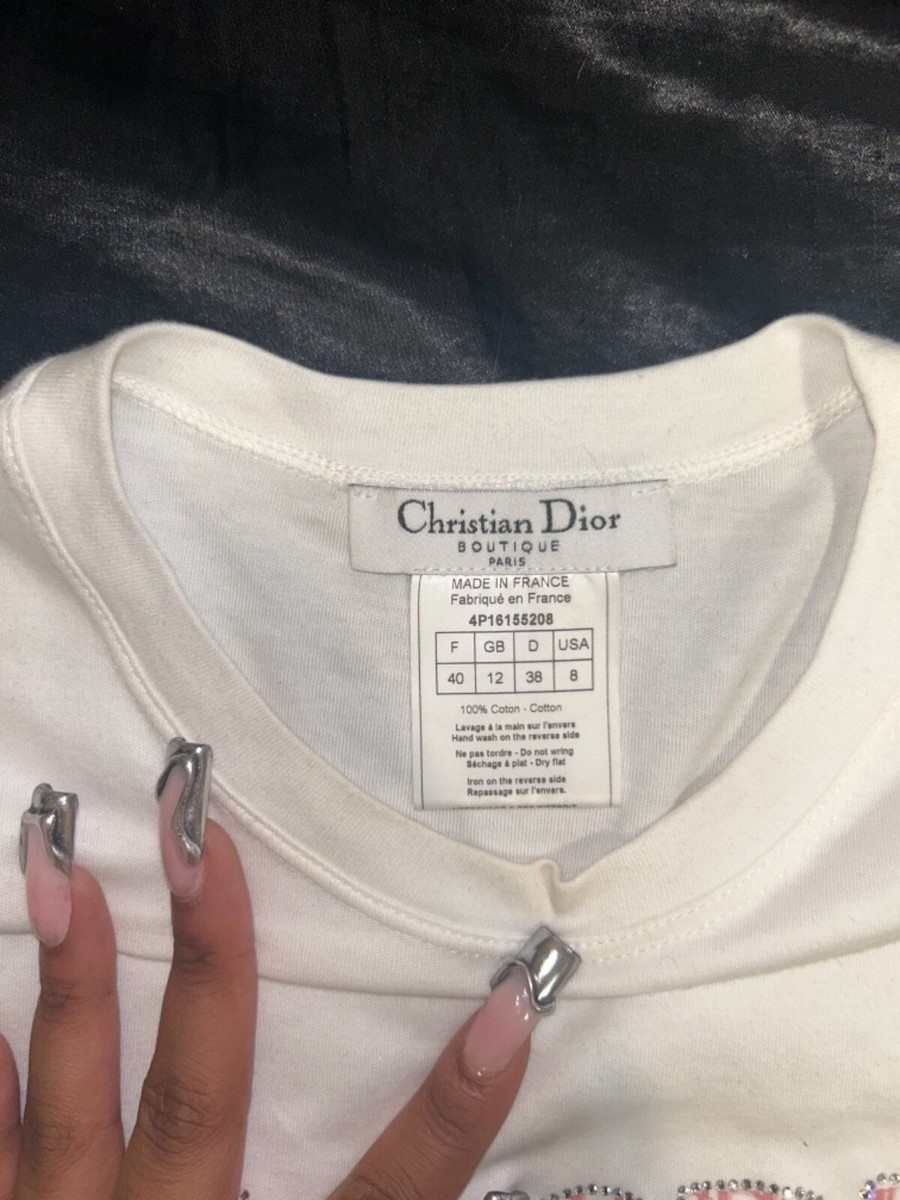 Christian Dior
BOUTIQUE
PARIS
MADE IN FRANCE
Fabriqué en France
4P16155208
F GB D USA
40 12 38 8
100% Coton - Cotton
Lavage à la main sur l'envers
Hand wash on the reverse side
Ne pas tordre - Do not wring
Séchage à plat - Dry flat
Iron on the reverse side
Repassage sur l'envers.